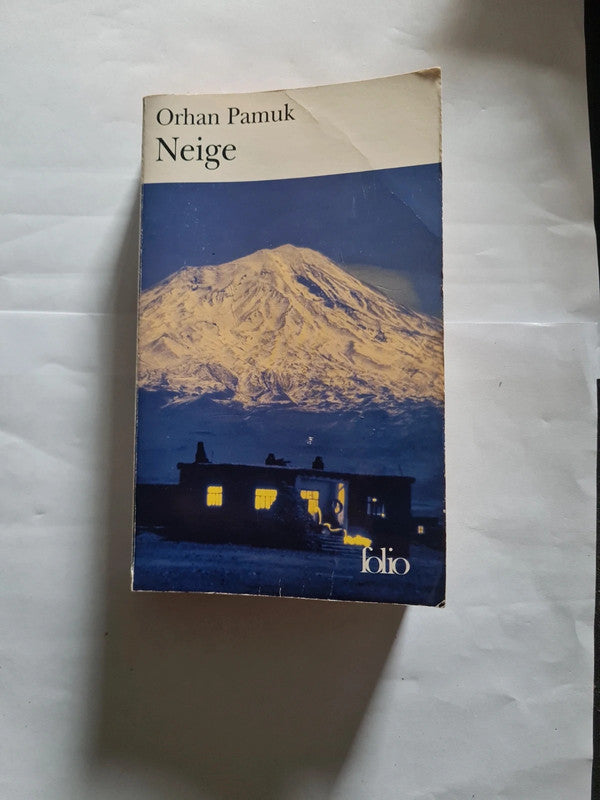 Orhan Pamuk
Neige
folio